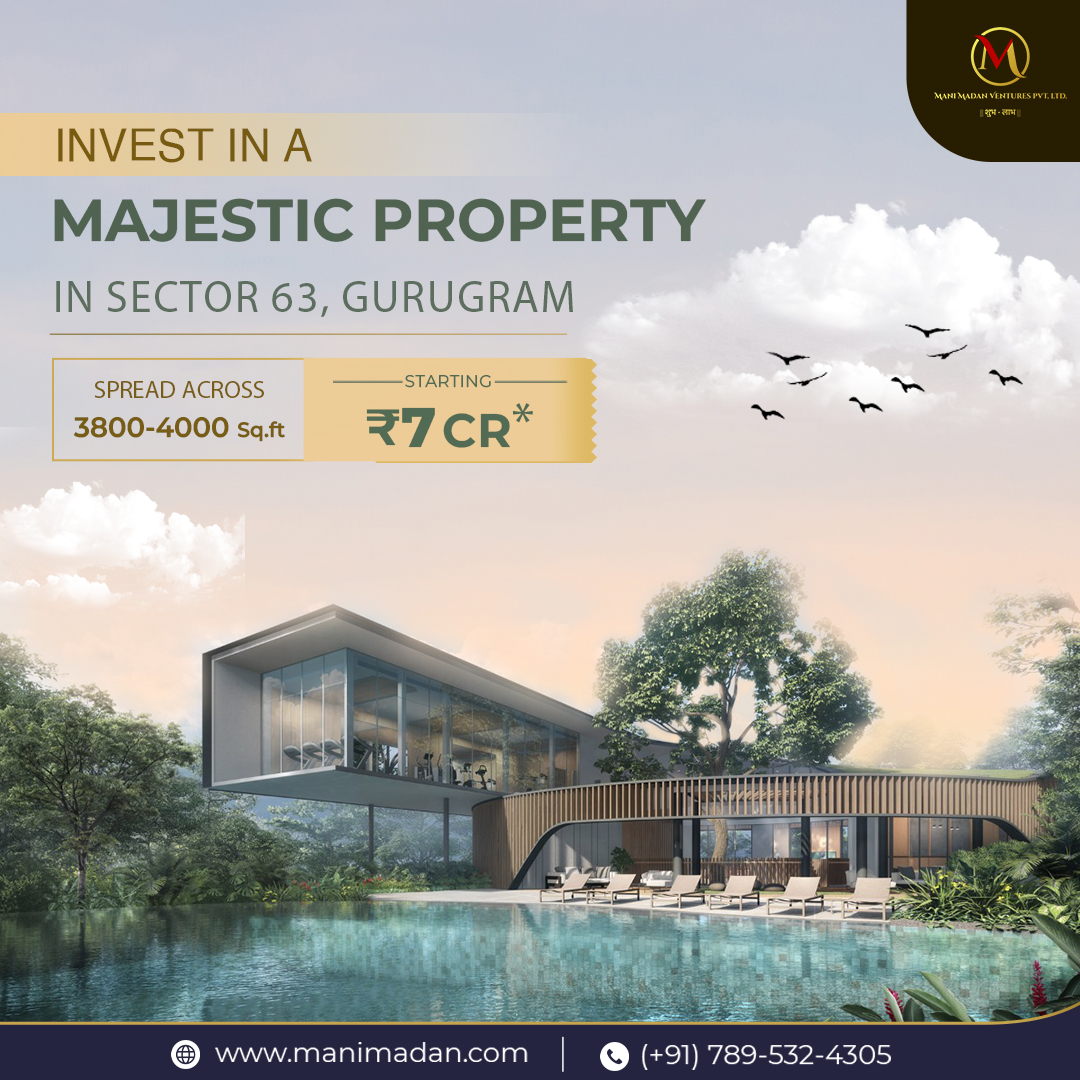 MANI MADAN VENTURES PVT. LTD.
|| शुभ - लाभ ||
INVEST IN A
MAJESTIC PROPERTY
IN SECTOR 63, GURUGRAM
SPREAD ACROSS
3800-4000 Sq.ft
STARTING
₹7 CR*
www.manimadan.com | (+91) 789-532-4305